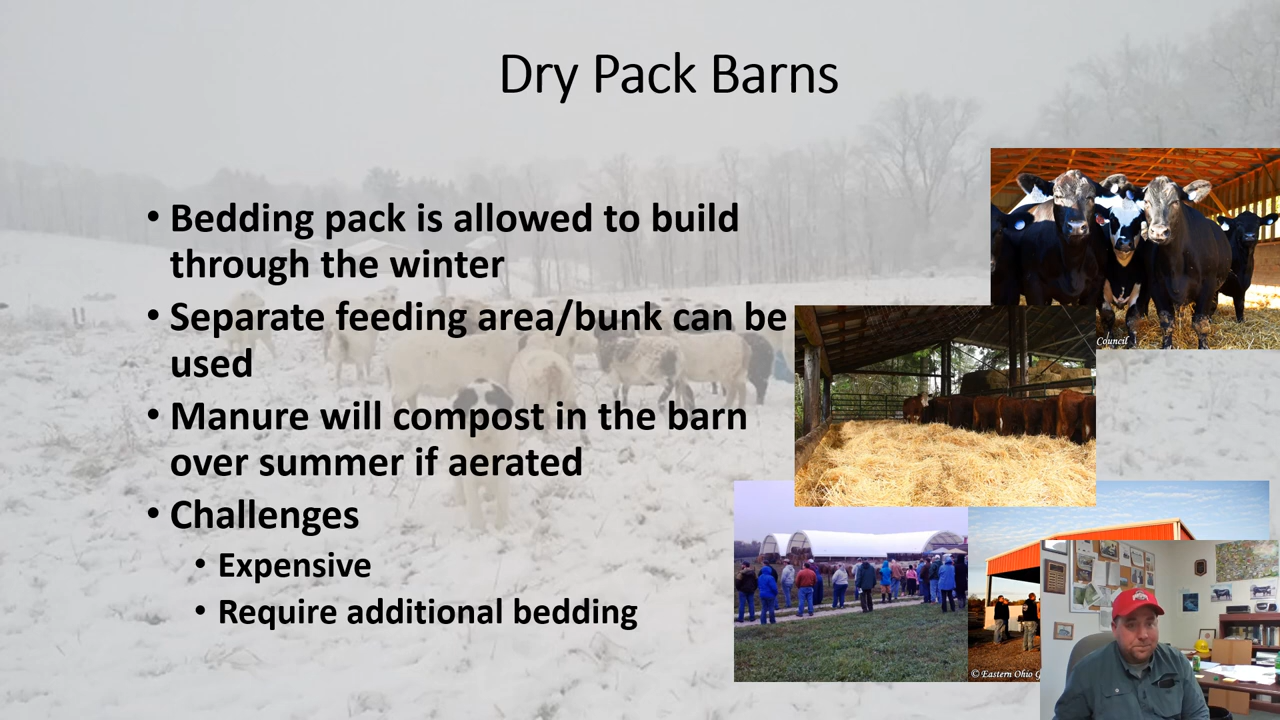 Dry Pack Barns
• Bedding pack is allowed to build
through the winter
• Separate feeding area/bunk can be
used
• Manure will compost in the barn
over summer if aerated
• Challenges
• Expensive
• Require additional bedding
Council
© Eastern Ohio